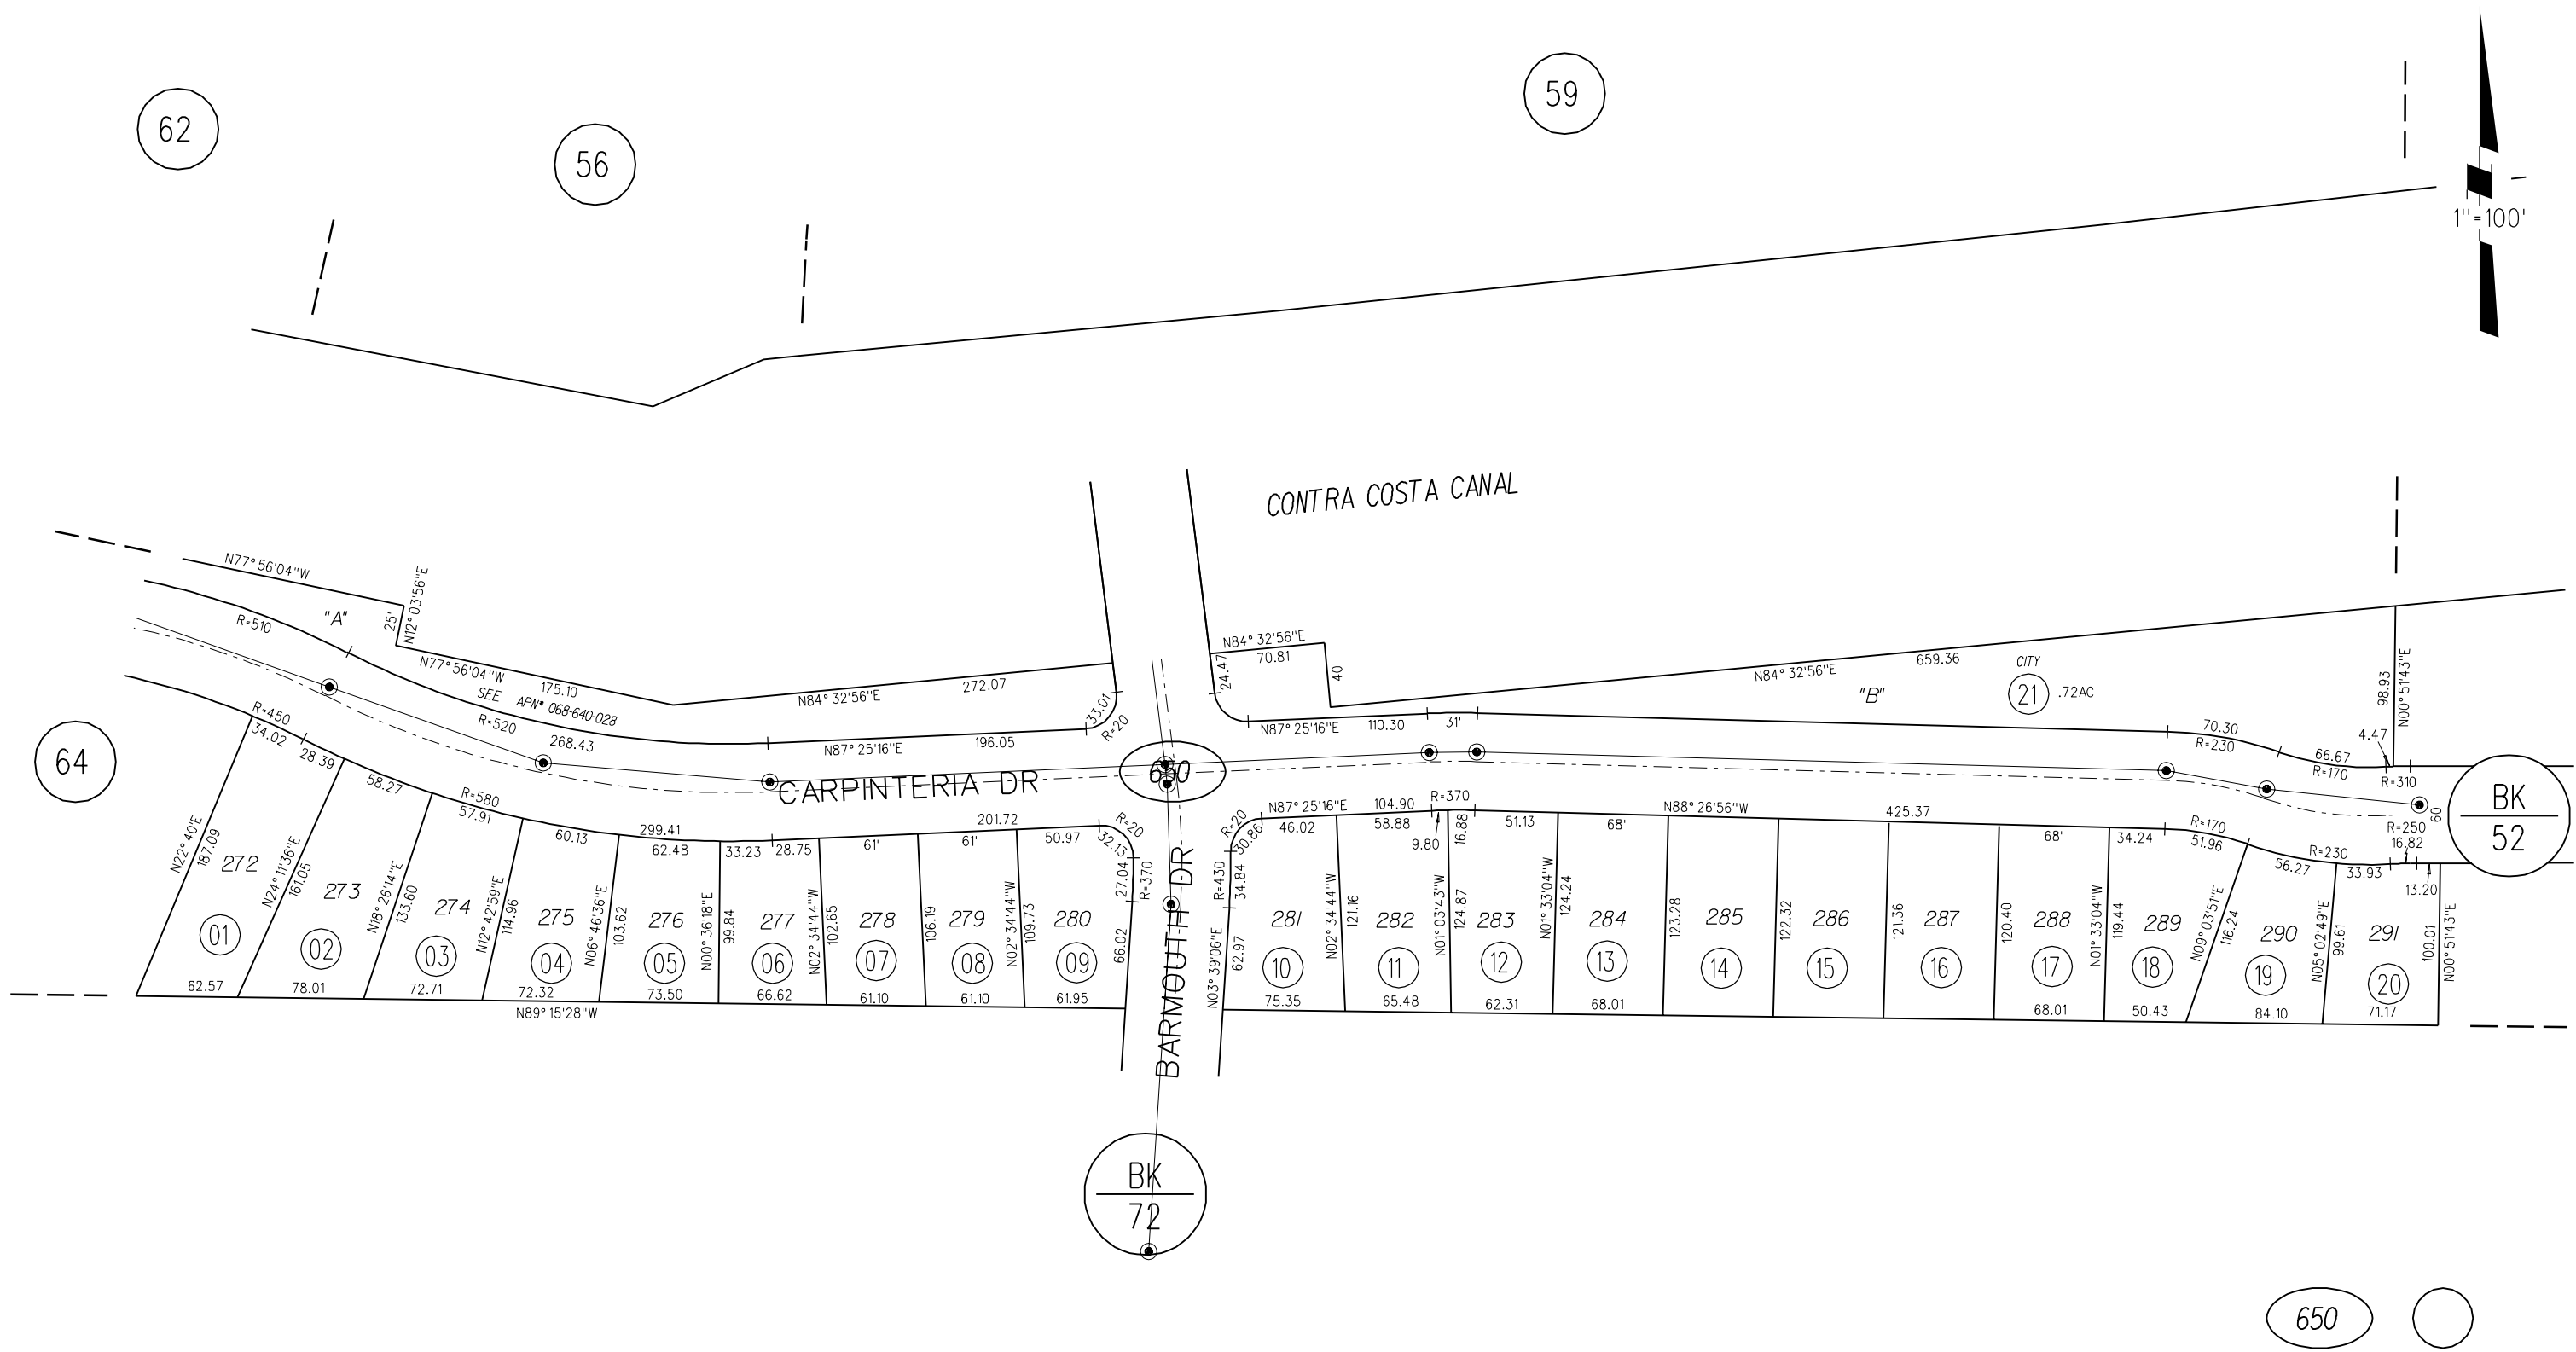 62
56
59
1"=100'
CONTRA COSTA CANAL
N77° 56'04"W
N12° 03'56"E
25'
"A"
R=510
N77° 56'04"W
175.10
SEE APN* 068-640-028
N84° 32'56"E
272.07
33.01
R=20
N84° 32'56"E
70.81
24.47
40'
N84° 32'56"E
659.36
CITY
"B"
21
.72AC
98.93
N00° 51'43"E
R=450
34.02
28.39
R=520
268.43
N87° 25'16"E
196.05
N87° 25'16"E
110.30
31'
70.30
R=230
66.67
R=170
4.47
R=310
64
58.27
R=580
57.91
60.13
299.41
62.48
33.23
28.75
CARPINTERIA DR
650
61'
201.72
61'
50.97
R=20
32.13
27.04
R=370
R=20
30.86
R=430
34.84
N87° 25'16"E
104.90
46.02
58.88
R=370
9.80
16.88
51.13
68'
N88° 26'56"W
425.37
68'
34.24
R=170
51.96
56.27
R=230
33.93
R=250
16.82
60
13.20
BK
52
N22° 40'E
187.09
272
N24° 11'36"E
161.05
273
N18° 26'14"E
133.60
274
N12° 42'59"E
114.96
275
N06° 46'36"E
103.62
276
N00° 36'18"E
99.84
277
N02° 34'44"W
102.65
278
106.19
279
N02° 34'44"W
109.73
280
66.02
BARMOUTH DR
N03° 39'06"E
62.97
281
N02° 34'44"W
121.16
282
N01° 03'43"W
124.87
283
N01° 33'04"W
124.24
284
123.28
285
122.32
286
121.36
287
120.40
288
N01° 33'04"W
119.44
289
N09° 03'51"E
116.24
290
N05° 02'49"E
99.61
291
100.01
N00° 51'43"E
01
02
03
04
05
06
07
08
09
10
11
12
13
14
15
16
17
18
19
20
62.57
78.01
72.71
72.32
73.50
66.62
61.10
61.10
61.95
75.35
65.48
62.31
68.01
68.01
50.43
84.10
71.17
N89° 15'28"W
BK
72
650